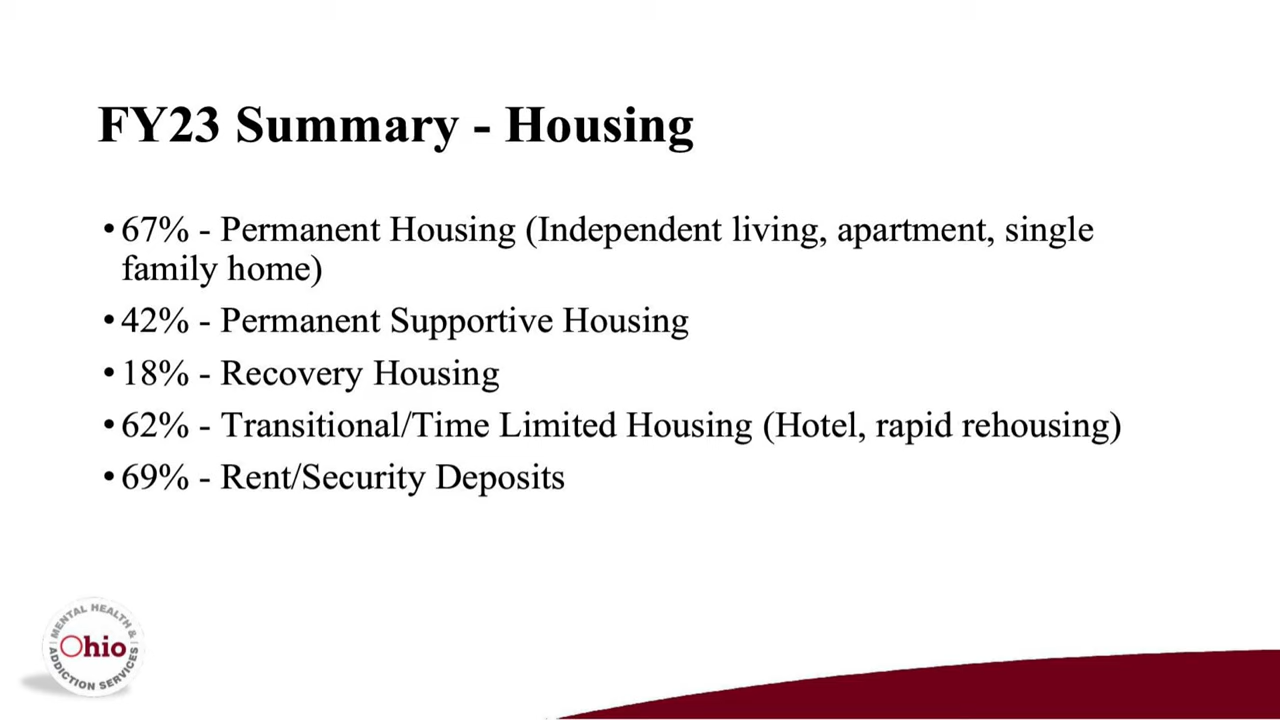 FY23 Summary - Housing
•67% - Permanent Housing (Independent living, apartment, single
family home)
•42% - Permanent Supportive Housing
•18% - Recovery Housing
•62% - Transitional/Time Limited Housing (Hotel, rapid rehousing)
•69% - Rent/Security Deposits
MENTAL HEALTH &
Ohio
ADDICTION SERVICES